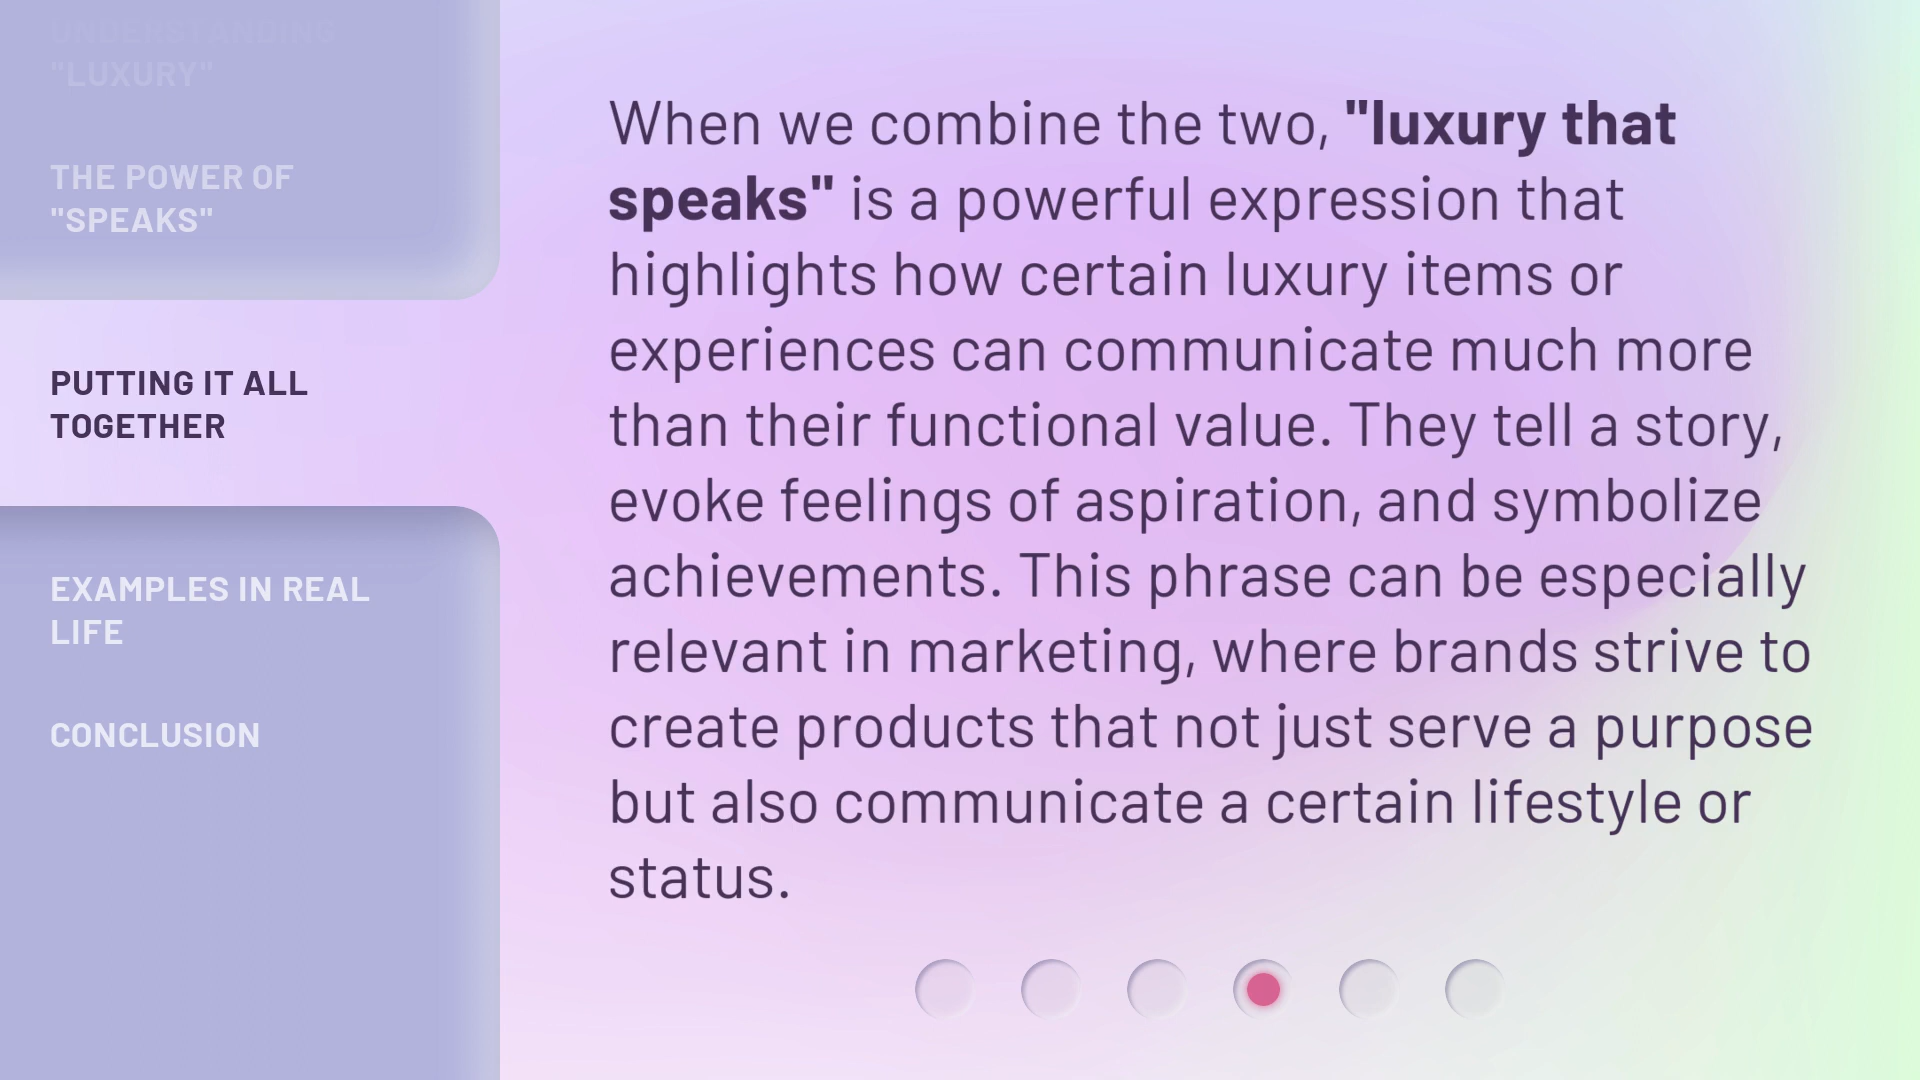 UNDERSTANDING
"LUXURY"
THE POWER OF
"SPEAKS"
PUTTING IT ALL
TOGETHER
EXAMPLES IN REAL
LIFE
CONCLUSION
When we combine the two, "luxury that
speaks" is a powerful expression that
highlights how certain luxury items or
experiences can communicate much more
than their functional value. They tell a story,
evoke feelings of aspiration, and symbolize
achievements. This phrase can be especially
relevant in marketing, where brands strive to
create products that not just serve a purpose
but also communicate a certain lifestyle or
status.